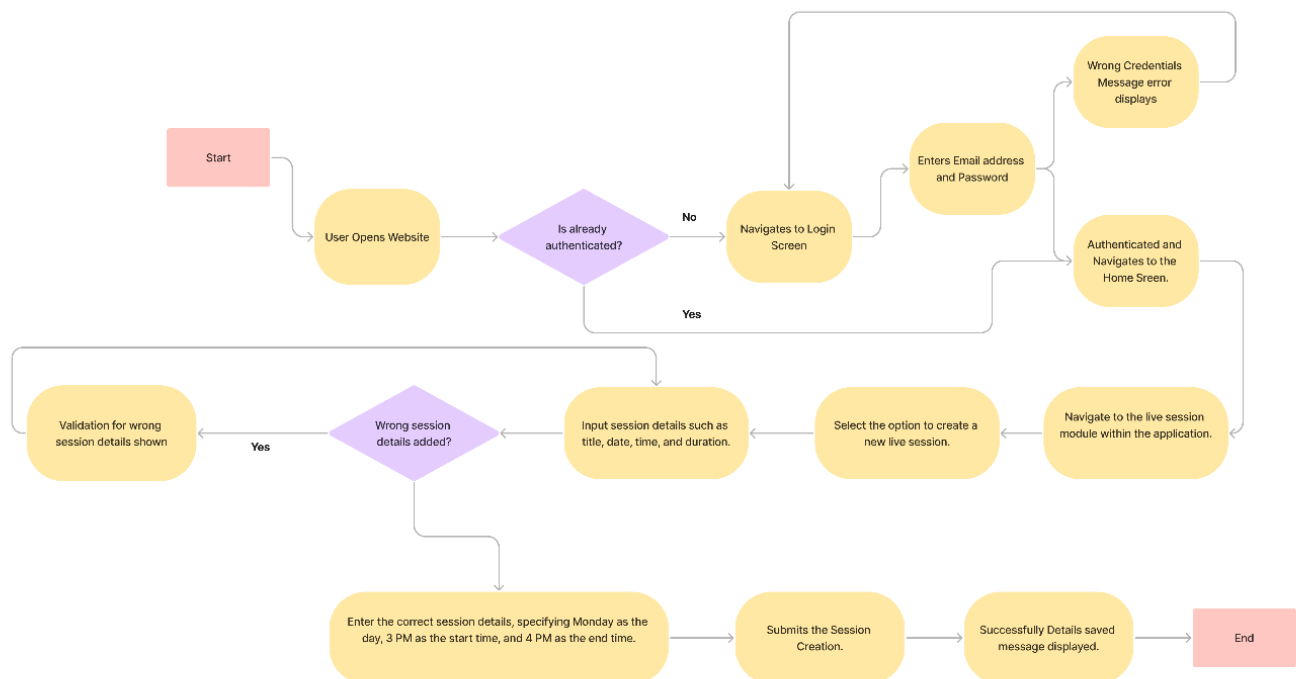 Start
User Opens Website
Is already
authenticated?
No
Yes
Navigates to Login
Screen
Enters Email address
and Password
Wrong Credentials
Message error
displays
Authenticated and
Navigates to the
Home Sreen.
Navigate to the live session
module within the application.
Select the option to create a
new live session.
Input session details such as
title, date, time, and duration.
Wrong session
details added?
Yes
Validation for wrong
session details shown
Enter the correct session details, specifying Monday as the
day, 3 PM as the start time, and 4 PM as the end time.
Submits the Session
Creation.
Successfully Details saved
message displayed.
End